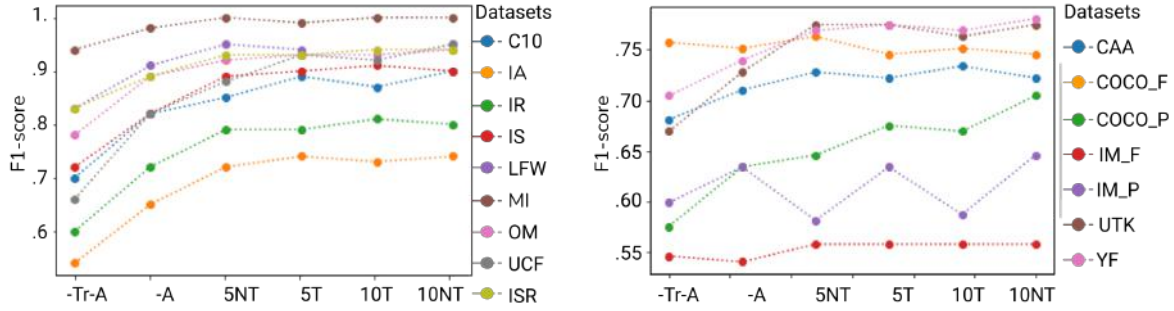 1.
.9
.8
.7
.6
F1-score
-Tr-A -A 5NT 5T 10T 10NT
Datasets
C10
IA
IR
IS
LFW
MI
OM
UCF
ISR
.75
.70
.65
.60
.55
F1-score
-Tr-A -A 5NT 5T 10T 10NT
Datasets
CAA
COCO_F
COCO_P
IM_F
IM_P
UTK
YF